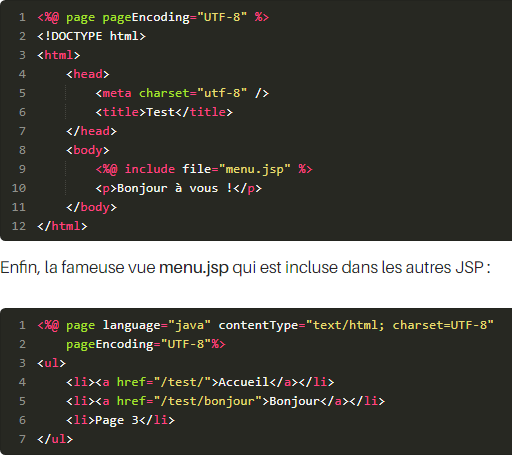 1 <%@ page pageEncoding="UTF-8" %>
2 <!DOCTYPE html>
3 <html>
4     <head>
5         <meta charset="utf-8" />
6         <title>Test</title>
7     </head>
8     <body>
9         <%@ include file="menu.jsp" %>
10         <p>Bonjour à vous !</p>
11     </body>
12 </html>
Enfin, la fameuse vue menu.jsp qui est incluse dans les autres JSP :
1 <%@ page language="java" contentType="text/html; charset=UTF-8"
2     pageEncoding="UTF-8"%>
3 <ul>
4     <li><a href="/test/">Accueil</a></li>
5     <li><a href="/test/bonjour">Bonjour</a></li>
6     <li>Page 3</li>
7 </ul>